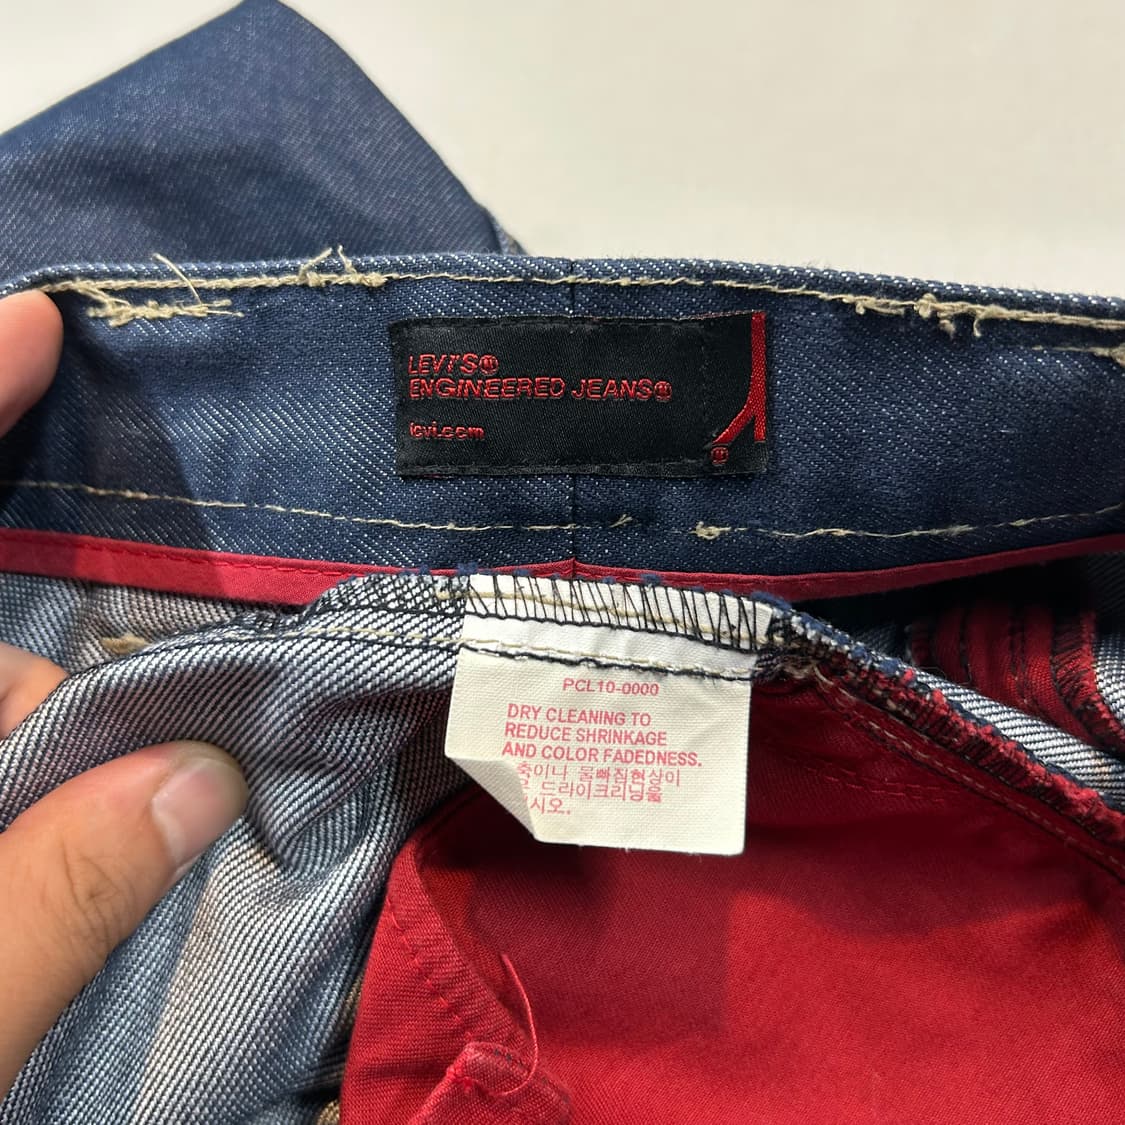 LEVI'S®
ENGINEERED JEANS®
levi.com
PCL10-0000
DRY CLEANING TO
REDUCE SHRINKAGE
AND COLOR FADEDNESS.
축이나 물빠짐현상이
드라이크리닝을
시오.